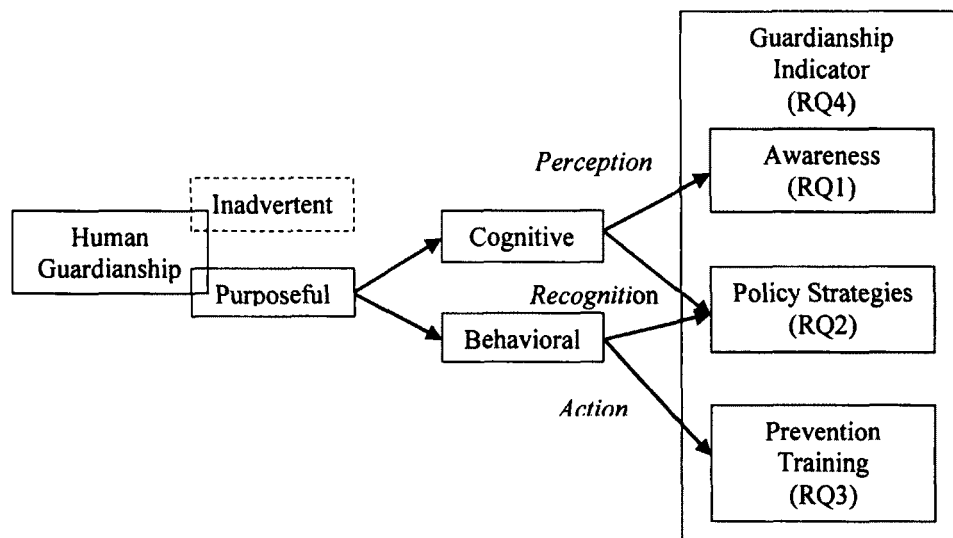 Guardianship
Indicator
(RQ4)
Perception
Awareness
(RQ1)
Inadvertent
Human
Guardianship
Cognitive
Purposeful
Recognition
Policy Strategies
(RQ2)
Behavioral
Action
Prevention
Training
(RQ3)